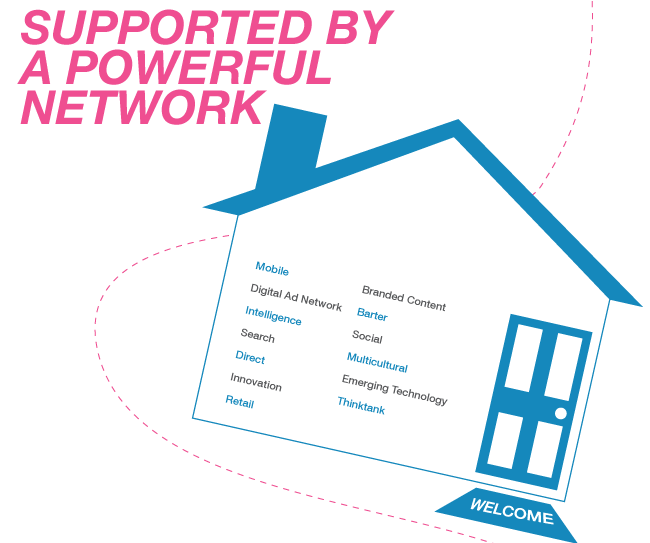 SUPPORTED BY
A POWERFUL
NETWORK
Mobile
Digital Ad Network
Intelligence
Search
Direct
Innovation
Retail
Branded Content
Barter
Social
Multicultural
Emerging Technology
Thinktank
WELCOME